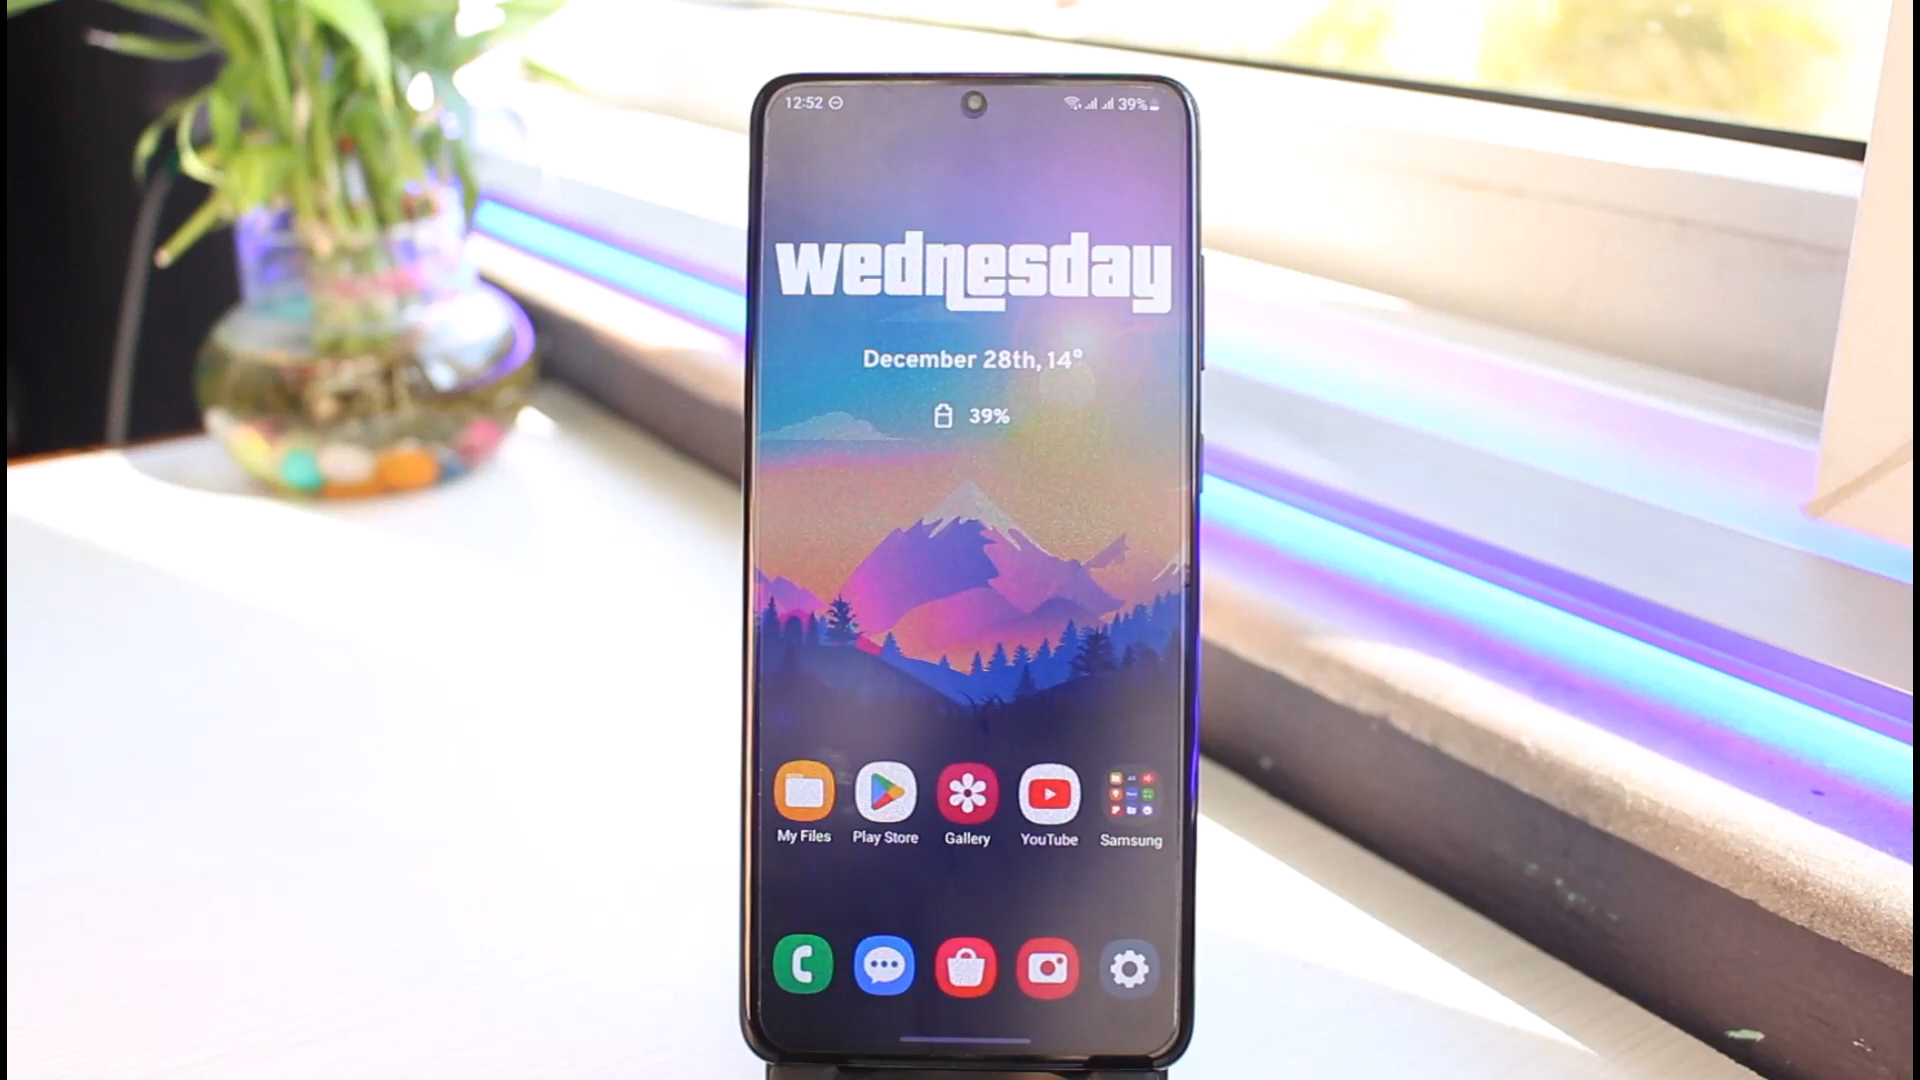 12:52 39%
wednesday
December 28th, 14°
39%
My Files Play Store Gallery YouTube Samsung